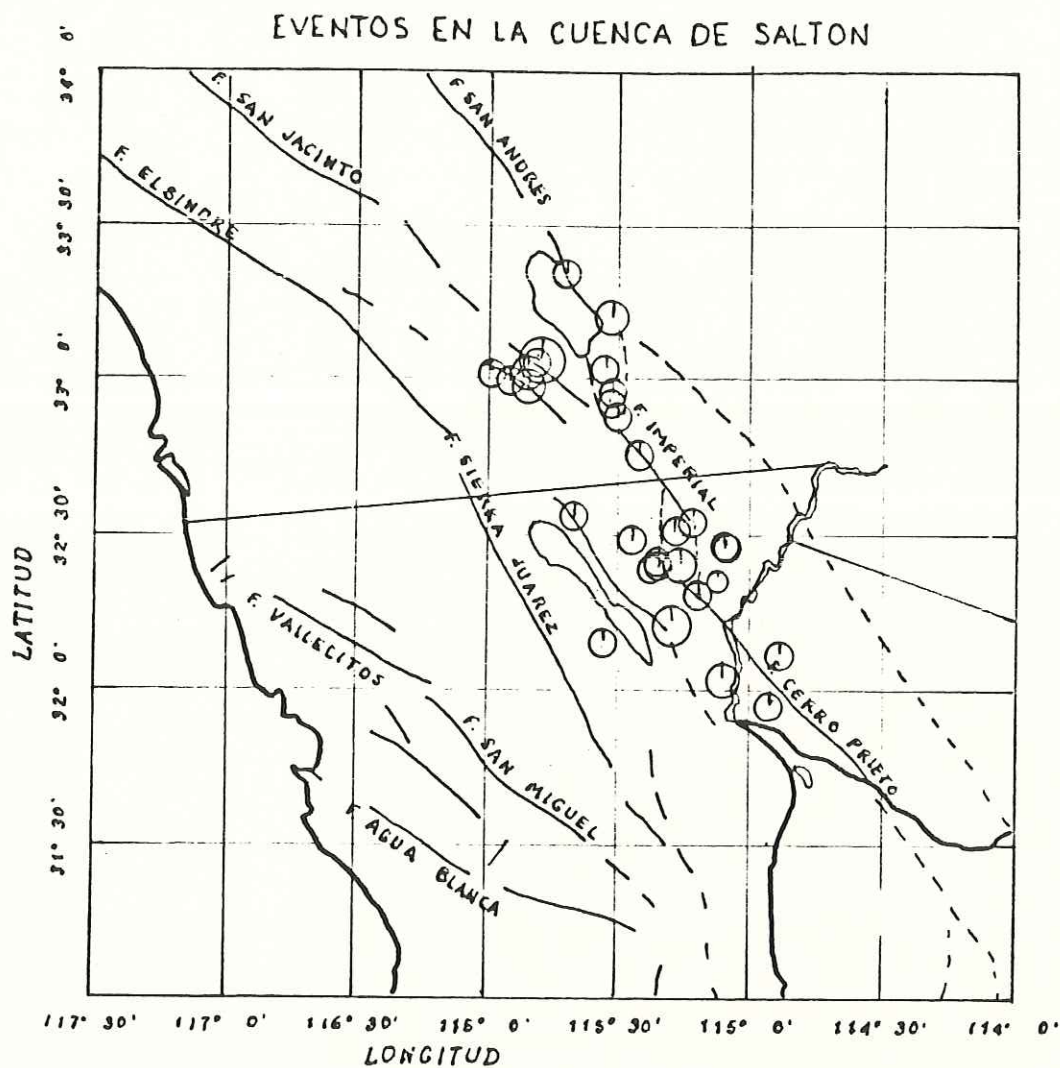 EVENTOS EN LA CUENCA DE SALTON
34° 0'
33° 30'
33° 0'
32° 30'
32° 0'
31° 30'
LATITUD
F. SAN JACINTO
F SAN ANDRES
F. ELSINORE
F. IMPERIAL
F. SIERRA JUAREZ
F. VALLECITOS
F. CERRO PRIETO
F. SAN MIGUEL
F. AGUA BLANCA
117° 30' 117° 0' 116° 30' 116° 0' 115° 30' 115° 0' 114° 30' 114° 0'
LONGITUD